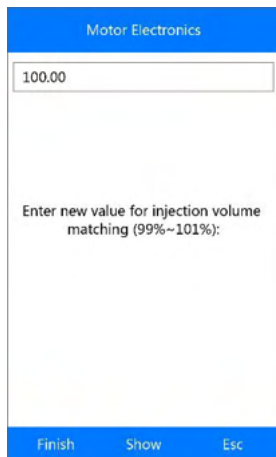 Motor Electronics
100.00
Enter new value for injection volume
matching (99%~101%):
Finish Show Esc